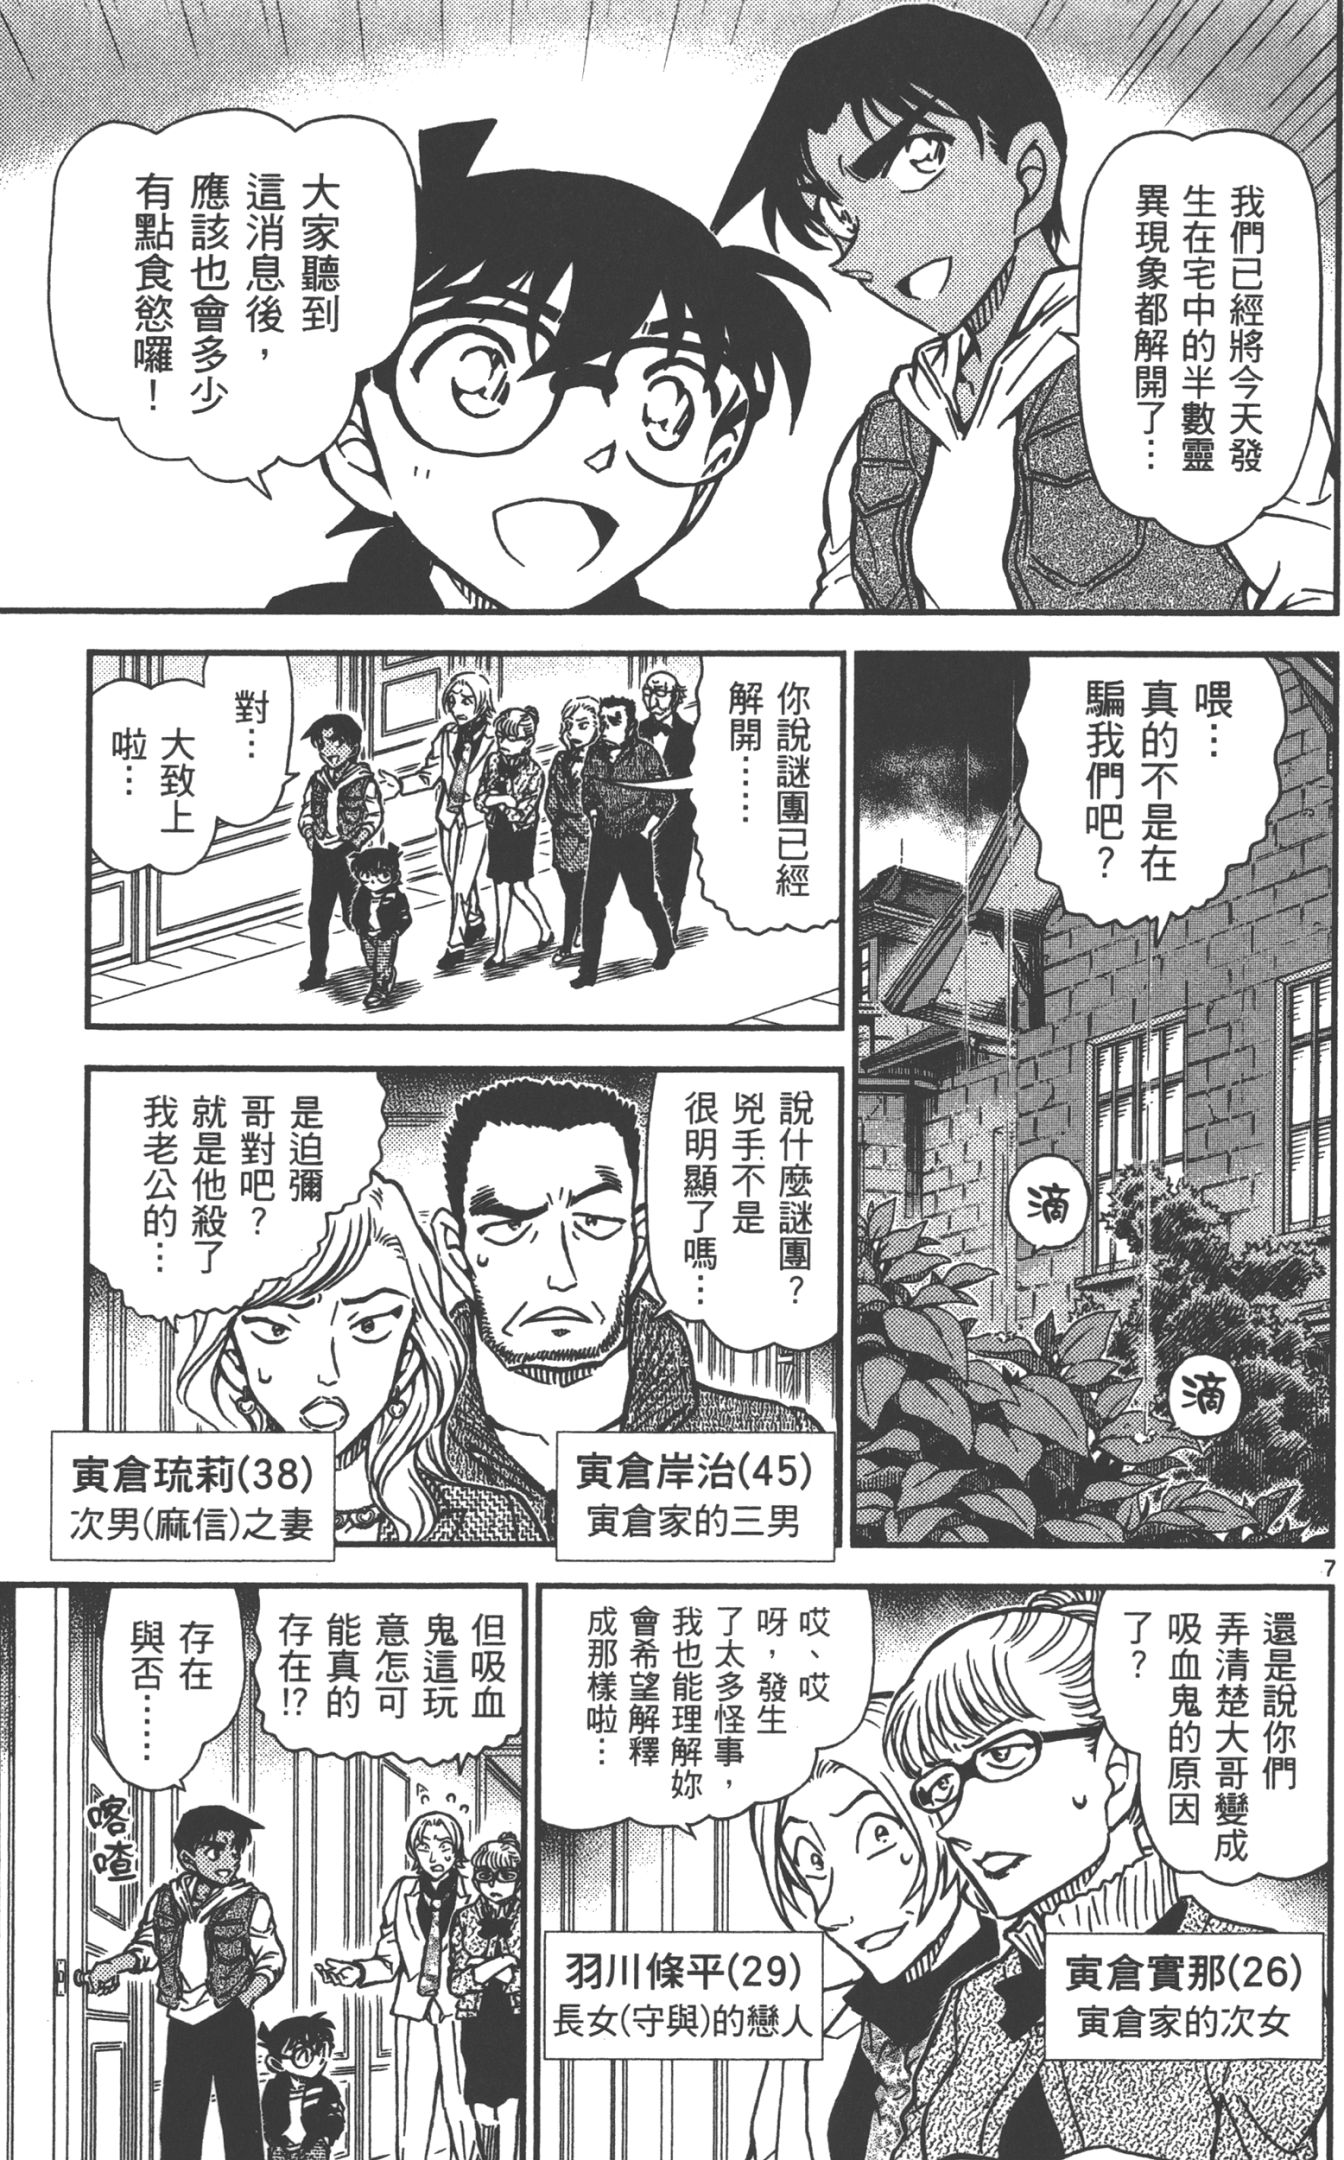 我們已經將今天發
生在宅中的半數靈
異現象都解開了…
大家聽到
這消息後，
應該也會多少
有點食慾囉！
喂…
真的不是在
騙我們吧？
滴
滴
你說謎團已經
解開……
對…
大致上
啦…
說什麼謎團？
兇手不是
很明顯了嗎…
是迫彌
哥對吧？
就是他殺了
我老公的…
寅倉岸治(45)
寅倉家的三男
寅倉琉莉(38)
次男(麻信)之妻
7
還是說你們
弄清楚大哥變成
吸血鬼的原因
了？
哎、哎
呀，發生
了太多怪事，
我也能理解妳
會希望解釋
成那樣啦…
寅倉實那(26)
寅倉家的次女
羽川條平(29)
長女(守與)的戀人
但吸血
鬼這玩
意怎可
能真的
存在!?
存在
與否……
喀
喳